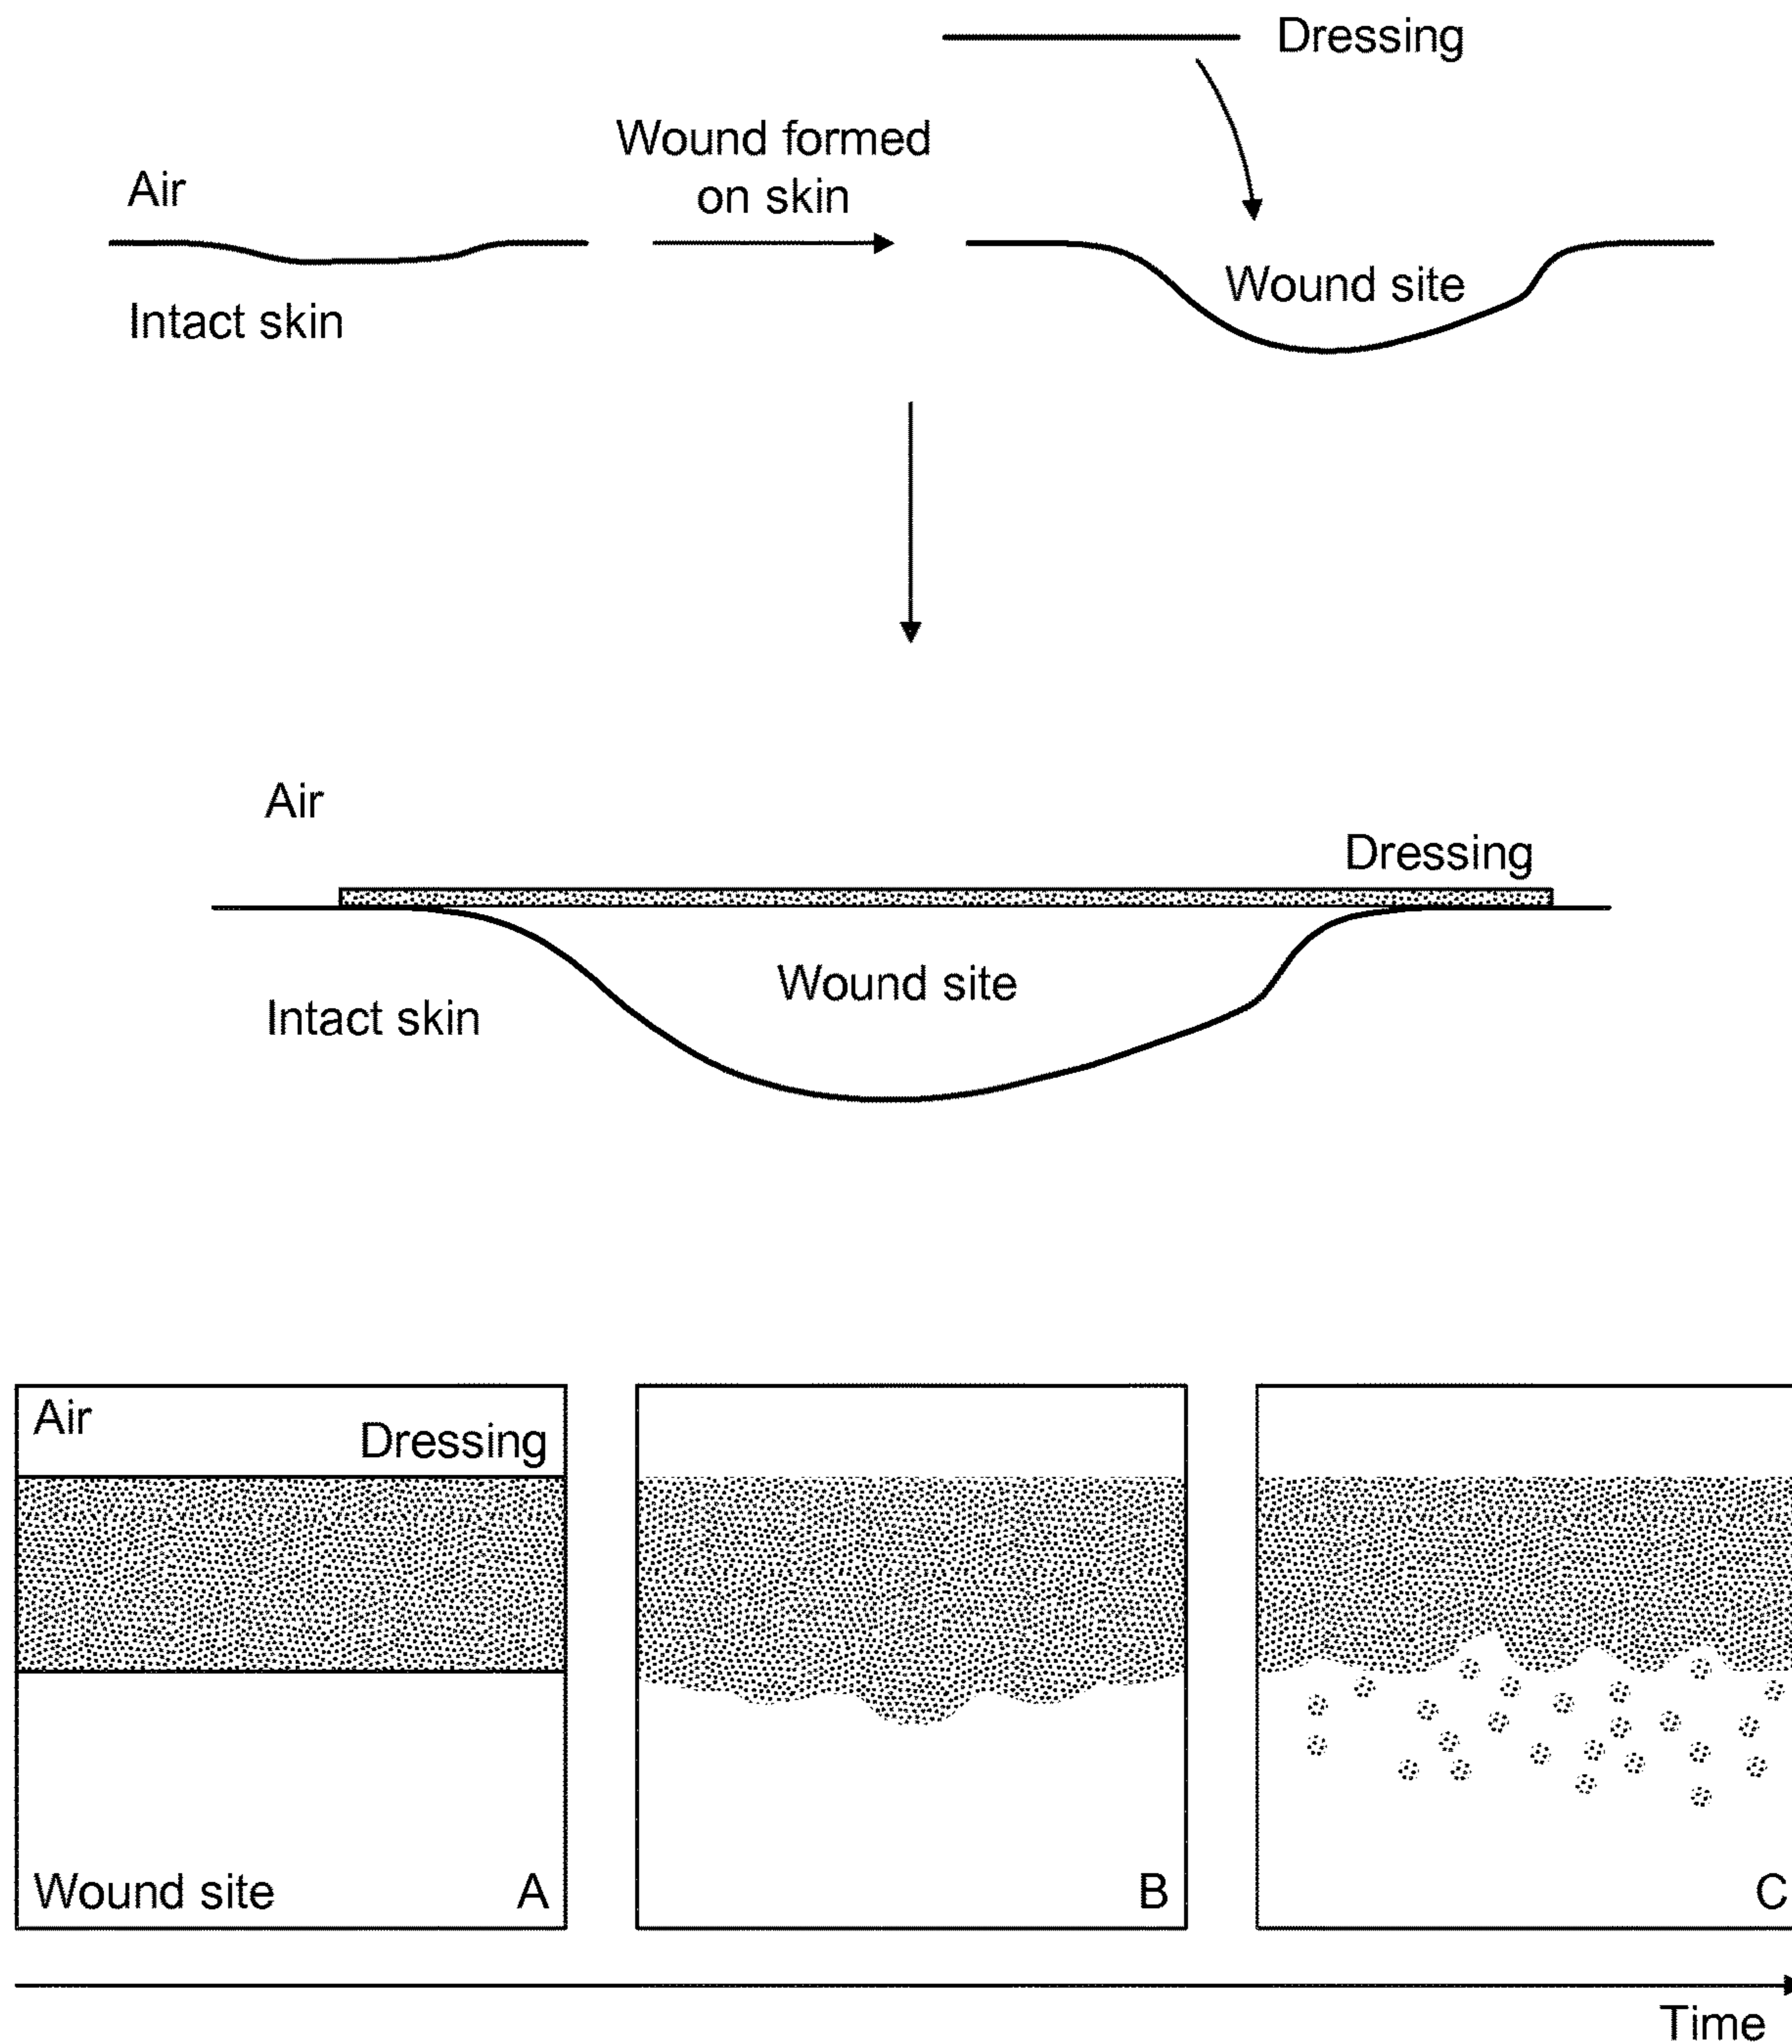 Dressing
Wound formed
on skin
Air
Intact skin
Wound site
Air
Dressing
Wound site
Intact skin
Air
Dressing
Wound site
A
B
C
Time